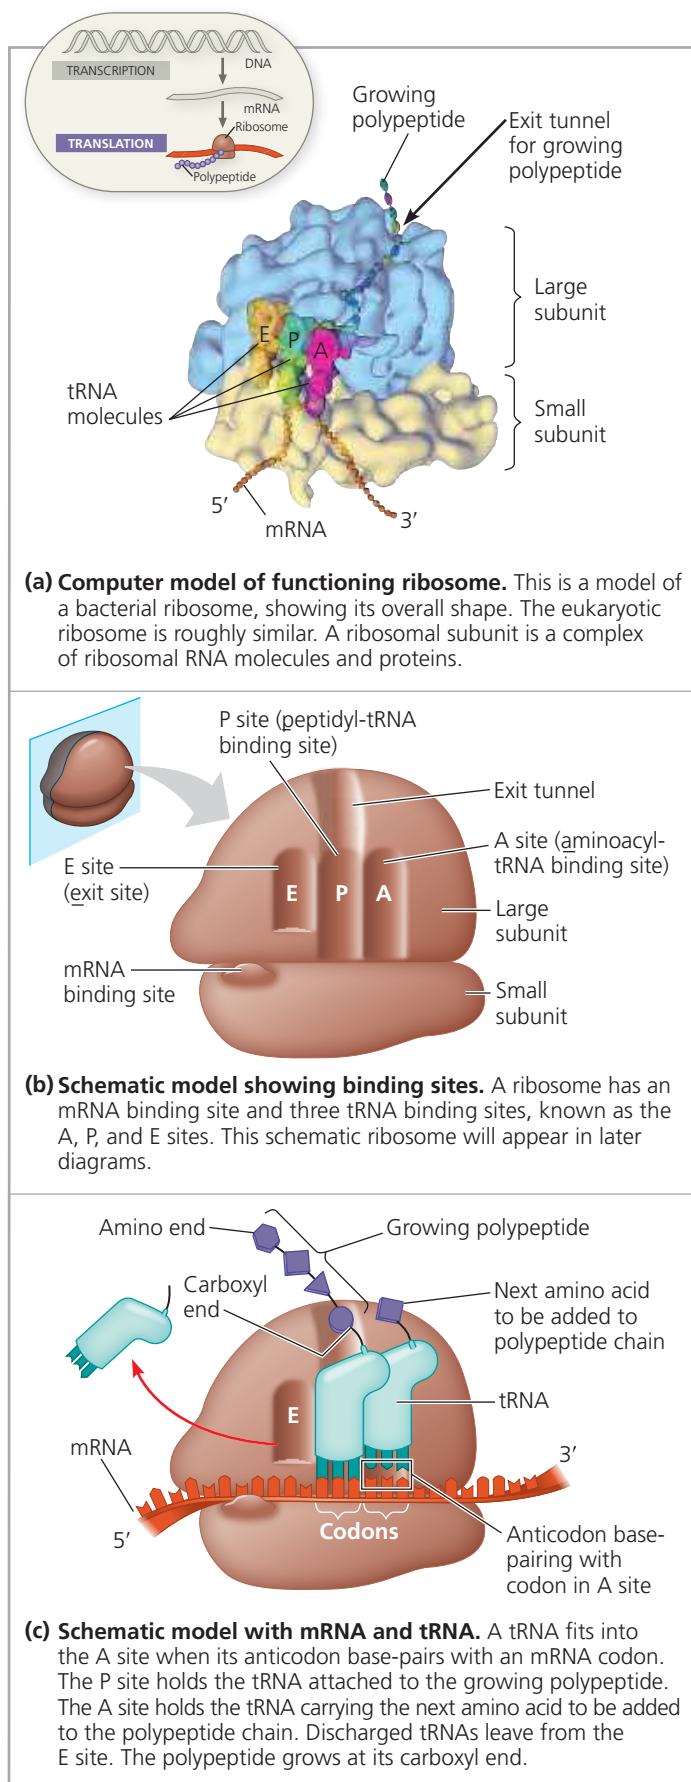 DNA
TRANSCRIPTION
mRNA
Ribosome
TRANSLATION
Polypeptide
Growing
polypeptide
Exit tunnel
for growing
polypeptide
Large
subunit
E
P
A
tRNA
molecules
Small
subunit
5′
mRNA
3′
(a) Computer model of functioning ribosome. This is a model of
a bacterial ribosome, showing its overall shape. The eukaryotic
ribosome is roughly similar. A ribosomal subunit is a complex
of ribosomal RNA molecules and proteins.
P site (peptidyl-tRNA
binding site)
Exit tunnel
A site (aminoacyl-
tRNA binding site)
E site
(exit site)
E
P
A
Large
subunit
mRNA
binding site
Small
subunit
(b) Schematic model showing binding sites. A ribosome has an
mRNA binding site and three tRNA binding sites, known as the
A, P, and E sites. This schematic ribosome will appear in later
diagrams.
Amino end
Growing polypeptide
Carboxyl
end
Next amino acid
to be added to
polypeptide chain
E
tRNA
mRNA
3′
5′
Codons
Anticodon base-
pairing with
codon in A site
(c) Schematic model with mRNA and tRNA. A tRNA fits into
the A site when its anticodon base-pairs with an mRNA codon.
The P site holds the tRNA attached to the growing polypeptide.
The A site holds the tRNA carrying the next amino acid to be added
to the polypeptide chain. Discharged tRNAs leave from the
E site. The polypeptide grows at its carboxyl end.